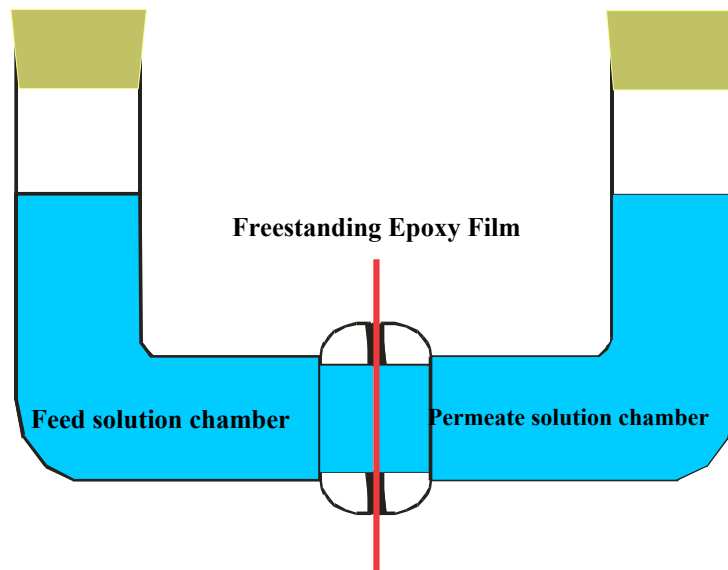 Freestanding Epoxy Film
Feed solution chamber
Permeate solution chamber